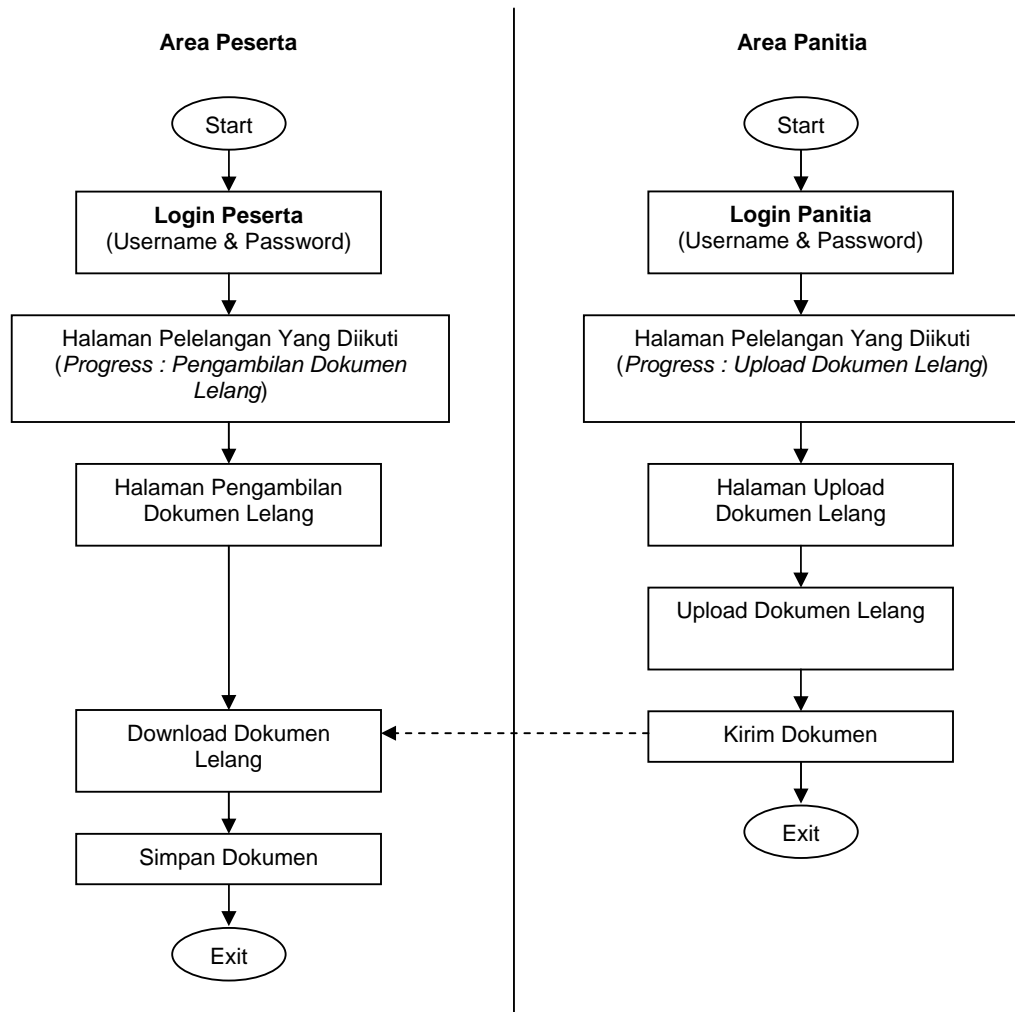 Area Peserta
Start
Login Peserta
(Username & Password)
Halaman Pelelangan Yang Diikuti
(Progress : Pengambilan Dokumen
Lelang)
Halaman Pengambilan
Dokumen Lelang
Download Dokumen
Lelang
Simpan Dokumen
Exit
Area Panitia
Start
Login Panitia
(Username & Password)
Halaman Pelelangan Yang Diikuti
(Progress : Upload Dokumen Lelang)
Halaman Upload
Dokumen Lelang
Upload Dokumen Lelang
Kirim Dokumen
Exit